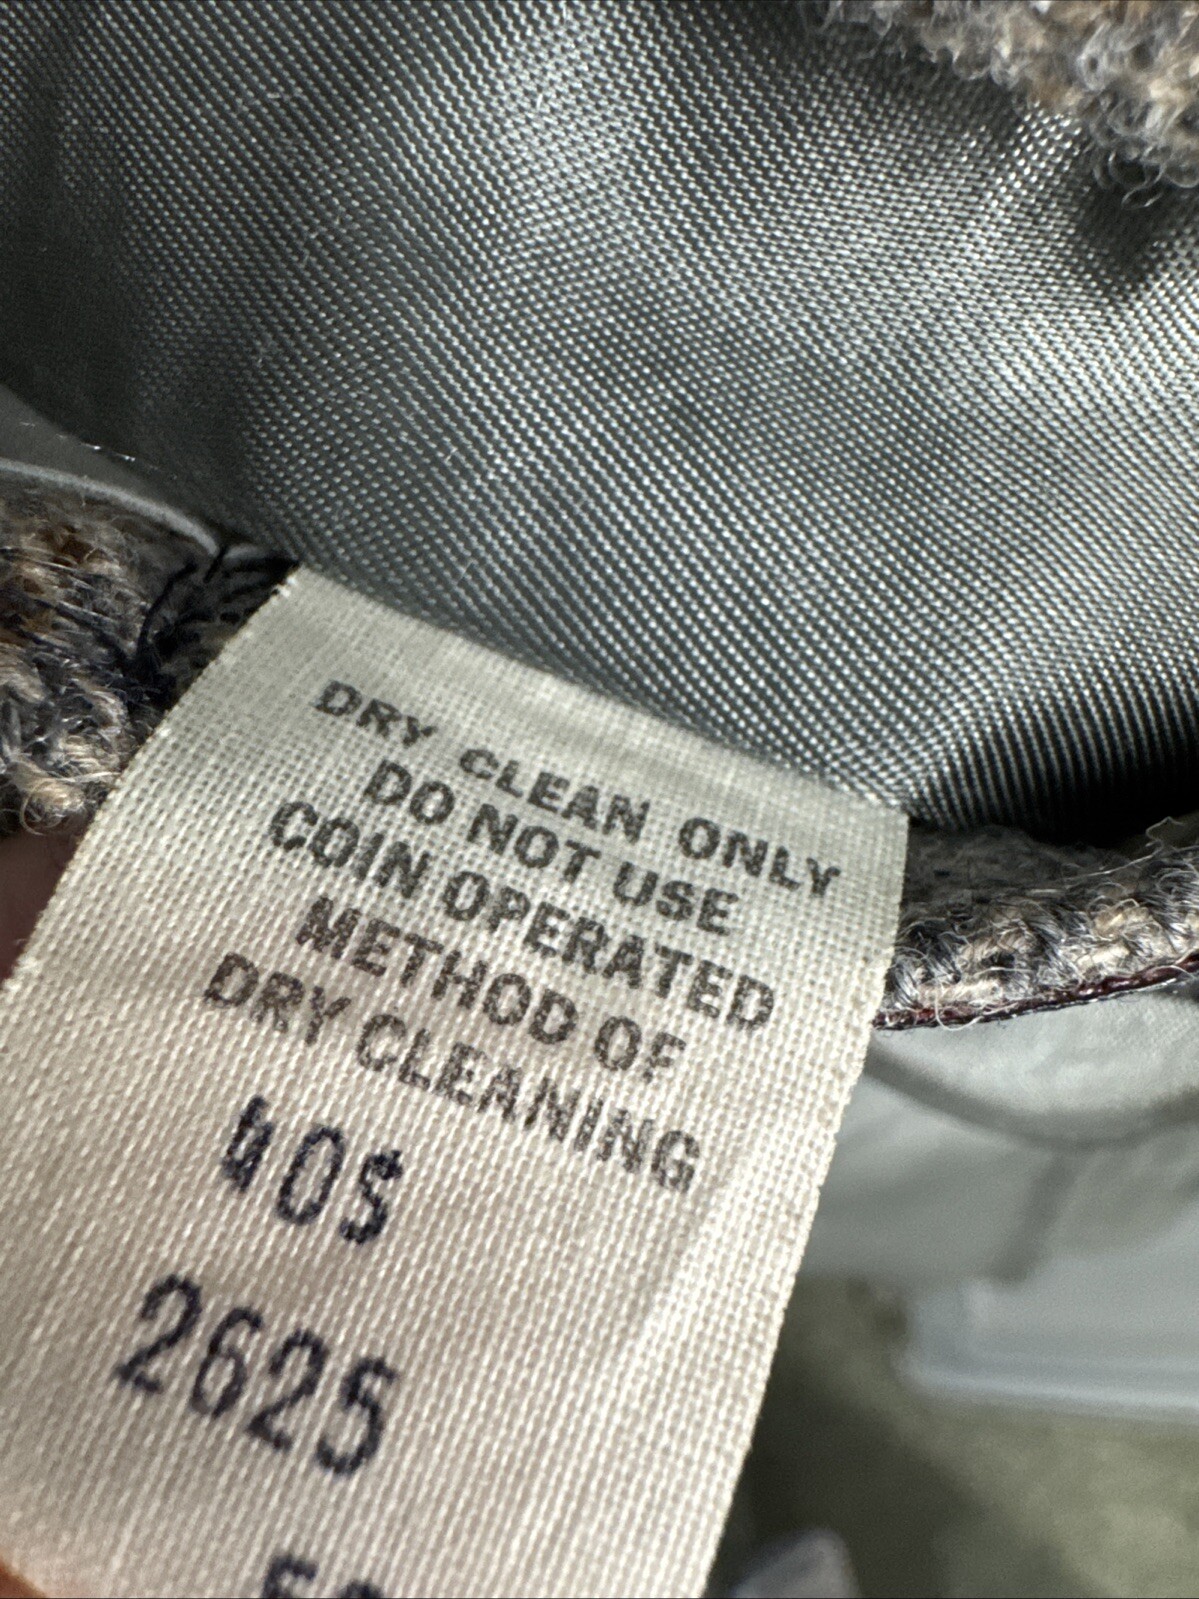 DRY CLEAN ONLY
DO NOT USE
COIN OPERATED
METHOD OF
DRY CLEANING
40S
2625